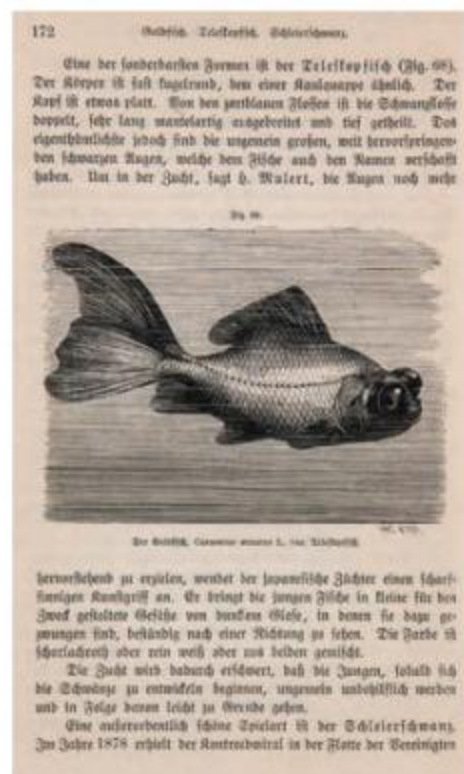 172 Goldfisch. Teleskopfisch. Schleierschwanz.
Eine der sonderbarsten Formen ist der Teleskopfisch (Fig. 68).
Der Körper ist fast kugelrund, dem einer Kaulquappe ähnlich. Der
Kopf ist etwas platt. Von den zartblauen Flossen ist die Schwanzflosse
doppelt, sehr lang mantelartig ausgebreitet und tief getheilt. Das
eigenthümlichste jedoch sind die ungemein großen, weit hervorspringen-
den schwarzen Augen, welche dem Fische auch den Namen verschafft
haben. Um in der Zucht, sagt H. Mulert, die Augen noch mehr
Fig. 68.
Der Goldfisch, Carassius auratus L. var. Teleskopfisch.
hervorstehend zu erzielen, wendet der japanesische Züchter einen scharf-
sinnigen Kunstgriff an. Er bringt die jungen Fische in kleine für den
Zweck gestaltete Gefäße von dunklem Glase, in denen sie dazu ge-
zwungen sind, beständig nach einer Richtung zu sehen. Die Farbe ist
scharlachroth oder rein weiß oder aus beiden gemischt.
Die Zucht wird dadurch erschwert, daß die Jungen, sobald sich
die Schwänze zu entwickeln beginnen, ungemein unbehilflich werden
und in Folge davon leicht zu Grunde gehen.
Eine außerordentlich schöne Spielart ist der Schleierschwanz.
Im Jahre 1878 erhielt der Kontreadmiral in der Flotte der Vereinigten